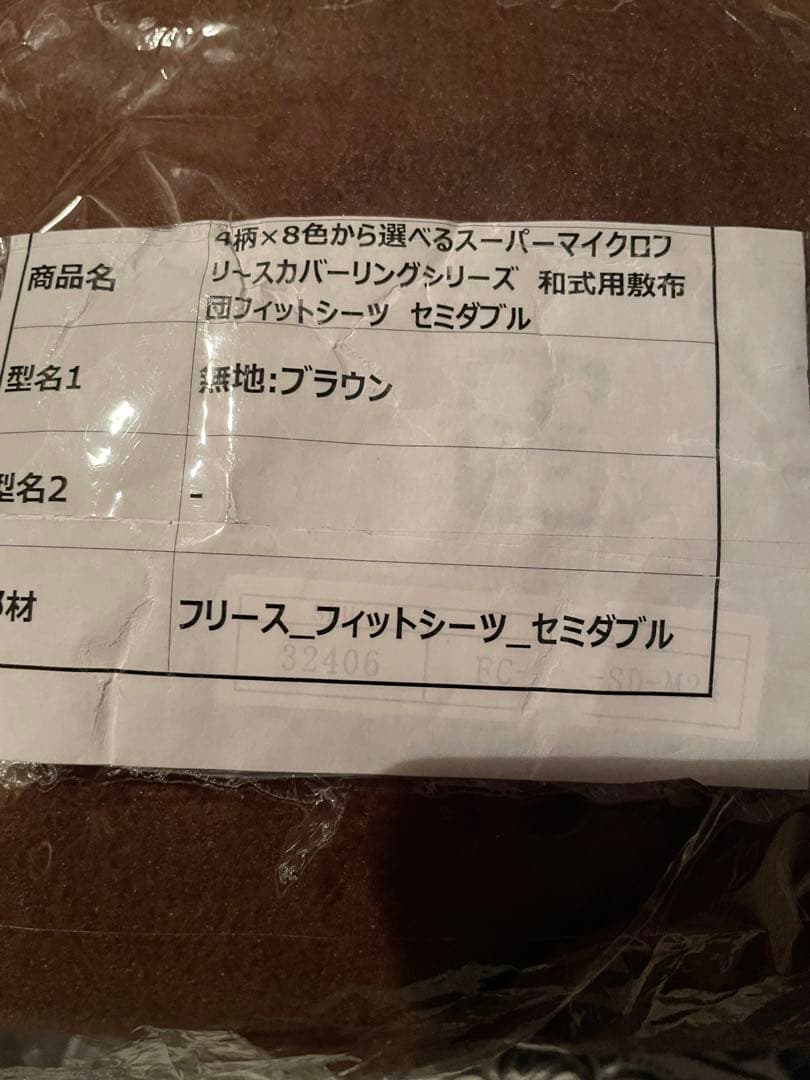 商品名
4柄×8色から選べるスーパーマイクロフ
リースカバーリングシリーズ 和式用敷布
団フィットシーツ セミダブル
型名1
無地:ブラウン
型名2
-
部材
フリース_フィットシーツ_セミダブル
32406
FC-
-SD-M2